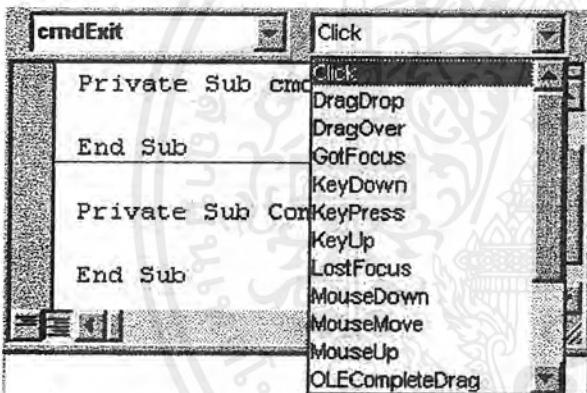 cmdExit
Click
Private Sub cmd
End Sub
Private Sub Con
End Sub
Click
DragDrop
DragOver
GotFocus
KeyDown
KeyPress
KeyUp
LostFocus
MouseDown
MouseMove
MouseUp
OLECompleteDrag